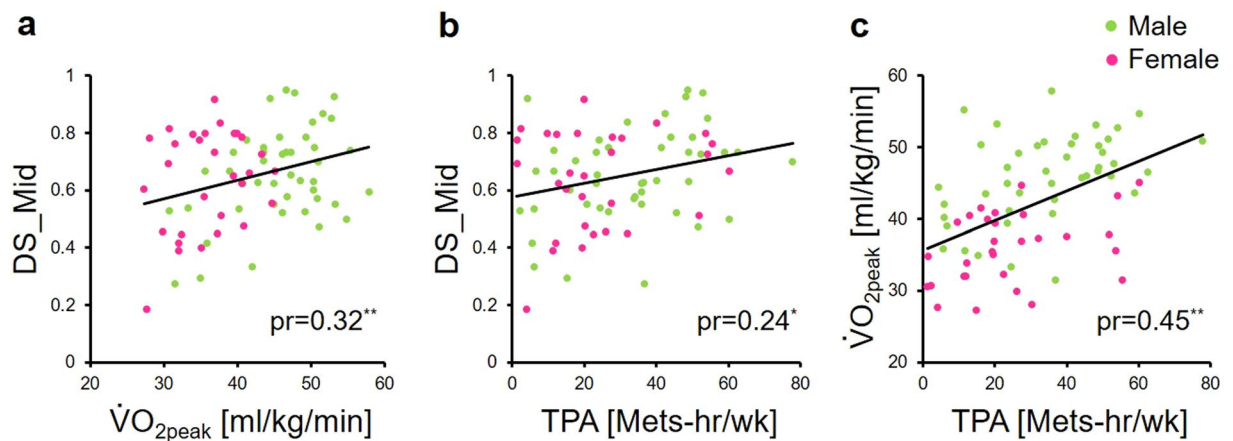 a
DS_Mid
1
0.8
0.6
0.4
0.2
0
20 30 40 50 60
V̇O2peak [ml/kg/min]
pr=0.32**
b
DS_Mid
1
0.8
0.6
0.4
0.2
0
0 20 40 60 80
TPA [Mets-hr/wk]
pr=0.24*
c
Male
Female
V̇O2peak [ml/kg/min]
60
50
40
30
20
0 20 40 60 80
TPA [Mets-hr/wk]
pr=0.45**